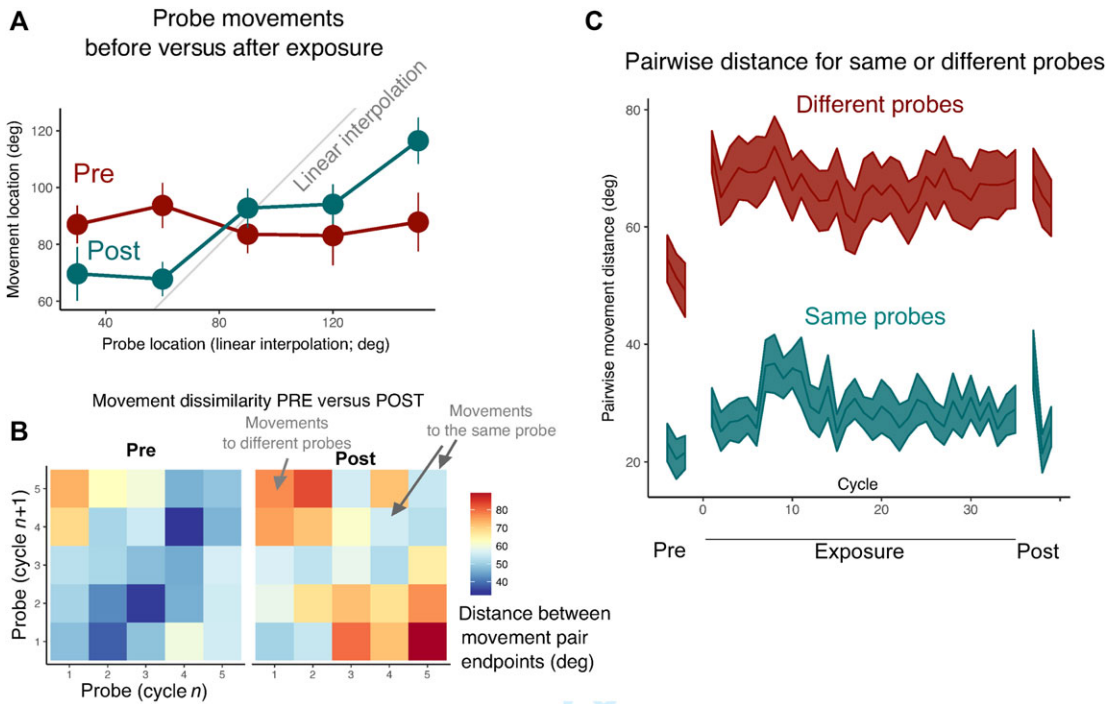 A
Probe movements
before versus after exposure
Movement location (deg)
120
100
80
60
Pre
Post
Linear interpolation
40
80
120
Probe location (linear interpolation; deg)
B
Movement dissimilarity PRE versus POST
Movements
to different probes
Movements
to the same probe
Pre
Post
Probe (cycle n+1)
5
4
3
2
1
1
2
3
4
5
1
2
3
4
5
Probe (cycle n)
80
70
60
50
40
Distance between
movement pair
endpoints (deg)
C
Pairwise distance for same or different probes
Pairwise movement distance (deg)
80
60
40
20
Different probes
Same probes
Cycle
0
10
20
30
40
Pre
Exposure
Post